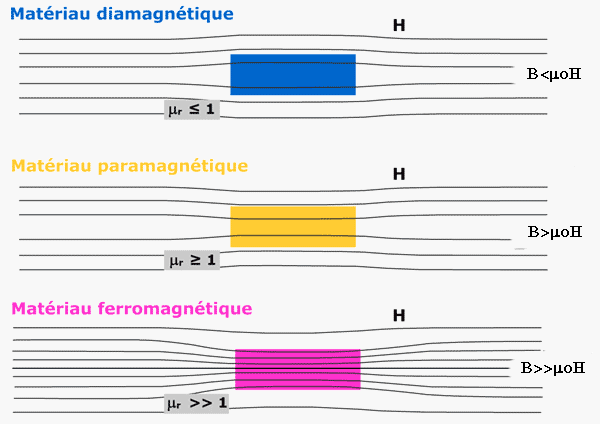 Matériau diamagnétique
H
B<µoH
µr ≤ 1
Matériau paramagnétique
H
B>µoH
µr ≥ 1
Matériau ferromagnétique
H
B>>µoH
µr >> 1